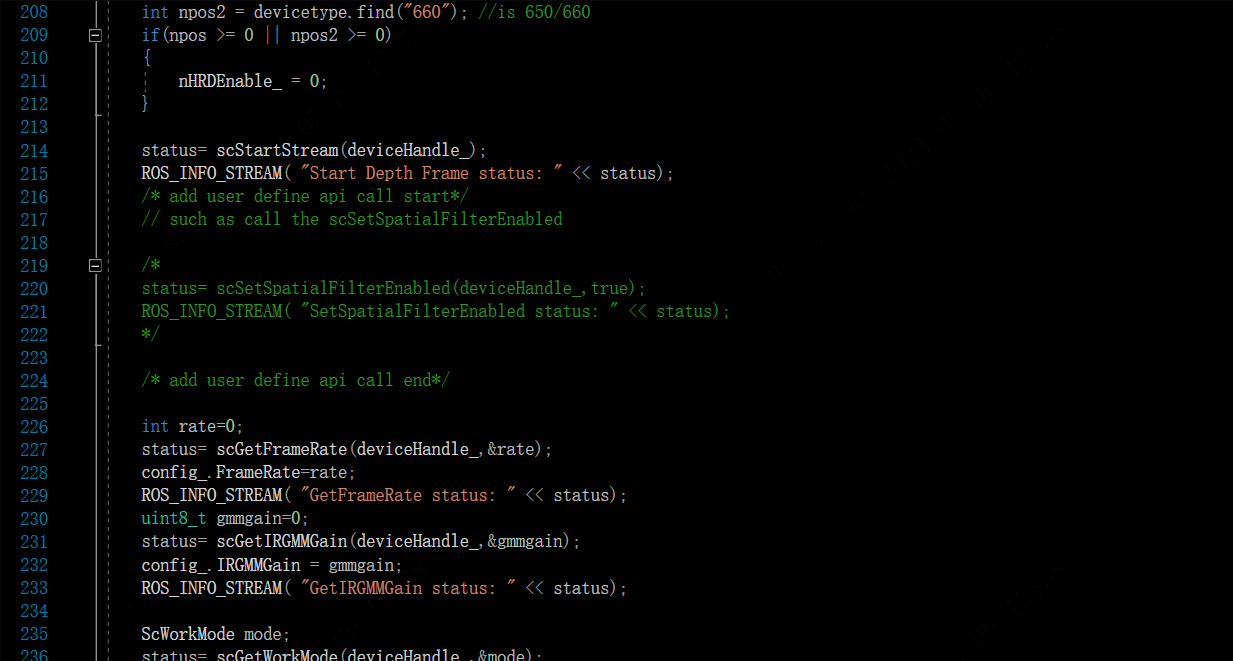 208 int npos2 = devicetype.find("660"); //is 650/660
209 if(npos >= 0 || npos2 >= 0)
210 {
211 nHRDEnable_ = 0;
212 }
213
214 status= scStartStream(deviceHandle_);
215 ROS_INFO_STREAM( "Start Depth Frame status: " << status);
216 /* add user define api call start*/
217 // such as call the scSetSpatialFilterEnabled
218
219 /*
220 status= scSetSpatialFilterEnabled(deviceHandle_,true);
221 ROS_INFO_STREAM( "SetSpatialFilterEnabled status: " << status);
222 */
223
224 /* add user define api call end*/
225
226 int rate=0;
227 status= scGetFrameRate(deviceHandle_,&rate);
228 config_.FrameRate=rate;
229 ROS_INFO_STREAM( "GetFrameRate status: " << status);
230 uint8_t gmmgain=0;
231 status= scGetIRGMMGain(deviceHandle_,&gmmgain);
232 config_.IRGMMGain = gmmgain;
233 ROS_INFO_STREAM( "GetIRGMMGain status: " << status);
234
235 ScWorkMode mode;
236 status= scGetWorkMode(deviceHandle_,&mode);